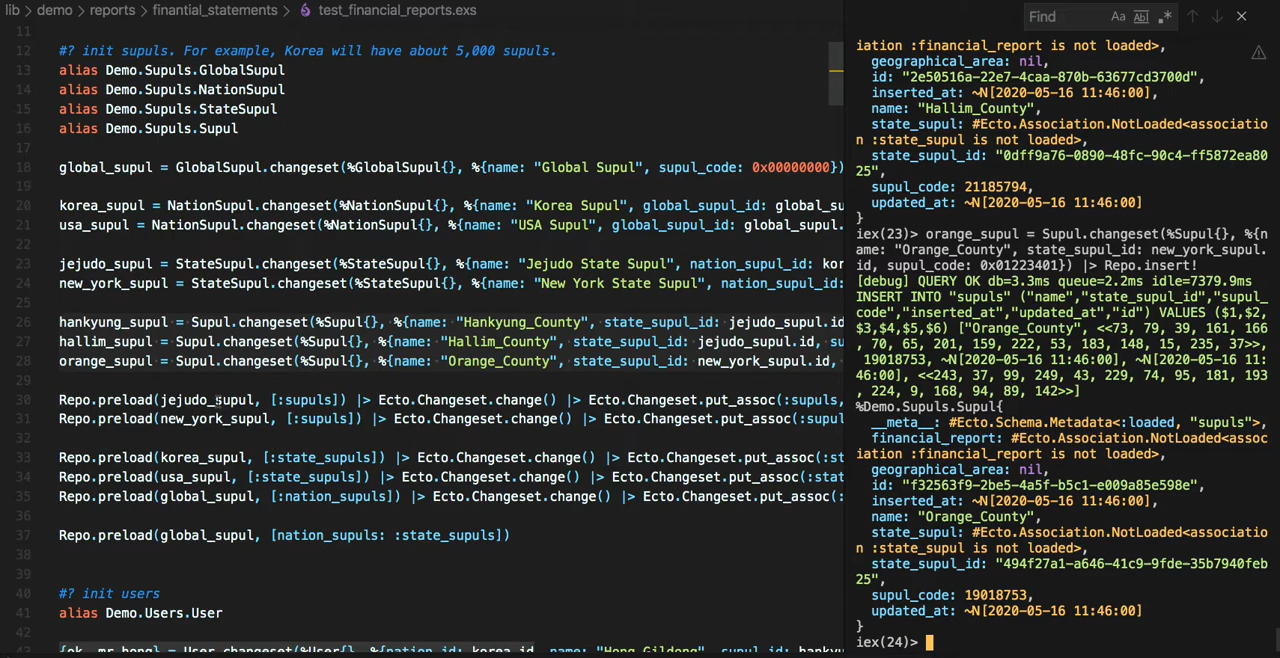 lib > demo > reports > finantial_statements > test_financial_reports.exs
11
12 #? init supuls. For example, Korea will have about 5,000 supuls.
13 alias Demo.Supuls.GlobalSupul
14 alias Demo.Supuls.NationSupul
15 alias Demo.Supuls.StateSupul
16 alias Demo.Supuls.Supul
17
18 global_supul = GlobalSupul.changeset(%GlobalSupul{}, %{name: "Global Supul", supul_code: 0x00000000})
19
20 korea_supul = NationSupul.changeset(%NationSupul{}, %{name: "Korea Supul", global_supul_id: global_su
21 usa_supul = NationSupul.changeset(%NationSupul{}, %{name: "USA Supul", global_supul_id: global_supul.
22
23 jejudo_supul = StateSupul.changeset(%StateSupul{}, %{name: "Jejudo State Supul", nation_supul_id: kor
24 new_york_supul = StateSupul.changeset(%StateSupul{}, %{name: "New York State Supul", nation_supul_id:
25
26 hankyung_supul = Supul.changeset(%Supul{}, %{name: "Hankyung_County", state_supul_id: jejudo_supul.id
27 hallim_supul = Supul.changeset(%Supul{}, %{name: "Hallim_County", state_supul_id: jejudo_supul.id, su
28 orange_supul = Supul.changeset(%Supul{}, %{name: "Orange_County", state_supul_id: new_york_supul.id,
29
30 Repo.preload(jejudo_supul, [:supuls]) |> Ecto.Changeset.change() |> Ecto.Changeset.put_assoc(:supuls,
31 Repo.preload(new_york_supul, [:supuls]) |> Ecto.Changeset.change() |> Ecto.Changeset.put_assoc(:supul
32
33 Repo.preload(korea_supul, [:state_supuls]) |> Ecto.Changeset.change() |> Ecto.Changeset.put_assoc(:st
34 Repo.preload(usa_supul, [:state_supuls]) |> Ecto.Changeset.change() |> Ecto.Changeset.put_assoc(:stat
35 Repo.preload(global_supul, [:nation_supuls]) |> Ecto.Changeset.change() |> Ecto.Changeset.put_assoc(:
36
37 Repo.preload(global_supul, [nation_supuls: :state_supuls])
38
39
40 #? init users
41 alias Demo.Users.User
42
43 {ok, mr_hong} = User.changeset(%User{}, %{nation_id: korea.id, name: "Hong Gildong", supul_id: hankyu
Find Aa Abl .*
iation :financial_report is not loaded>,
geographical_area: nil,
id: "2e50516a-22e7-4caa-870b-63677cd3700d",
inserted_at: ~N[2020-05-16 11:46:00],
name: "Hallim_County",
state_supul: #Ecto.Association.NotLoaded<associatio
n :state_supul is not loaded>,
state_supul_id: "0dff9a76-0890-48fc-90c4-ff5872ea80
25",
supul_code: 21185794,
updated_at: ~N[2020-05-16 11:46:00]
}
iex(23)> orange_supul = Supul.changeset(%Supul{}, %{n
ame: "Orange_County", state_supul_id: new_york_supul.
id, supul_code: 0x01223401}) |> Repo.insert!
[debug] QUERY OK db=3.3ms queue=2.2ms idle=7379.9ms
INSERT INTO "supuls" ("name","state_supul_id","supul_
code","inserted_at","updated_at","id") VALUES ($1,$2,
$3,$4,$5,$6) ["Orange_County", <<73, 79, 39, 161, 166
, 70, 65, 201, 159, 222, 53, 183, 148, 15, 235, 37>>,
19018753, ~N[2020-05-16 11:46:00], ~N[2020-05-16 11:
46:00], <<243, 37, 99, 249, 43, 229, 74, 95, 181, 193
, 224, 9, 168, 94, 89, 142>>]
%Demo.Supuls.Supul{
__meta__: #Ecto.Schema.Metadata<:loaded, "supuls">,
financial_report: #Ecto.Association.NotLoaded<assoc
iation :financial_report is not loaded>,
geographical_area: nil,
id: "f32563f9-2be5-4a5f-b5c1-e009a85e598e",
inserted_at: ~N[2020-05-16 11:46:00],
name: "Orange_County",
state_supul: #Ecto.Association.NotLoaded<associatio
n :state_supul is not loaded>,
state_supul_id: "494f27a1-a646-41c9-9fde-35b7940feb
25",
supul_code: 19018753,
updated_at: ~N[2020-05-16 11:46:00]
}
iex(24)>